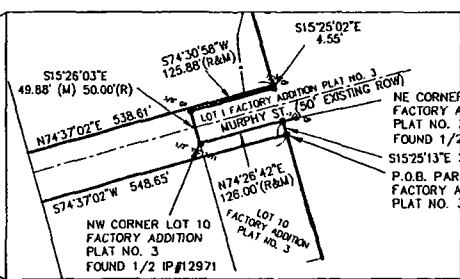 S74°30'58"W
125.88'(R&M)
S15°25'02"E
4.55'
S15°26'03"E
49.88' (M) 50.00'(R)
N74°37'02"E 538.61'
LOT 1 FACTORY ADDITION PLAT NO. 3
MURPHY ST. (50' EXISTING ROW)
NE CORNER
FACTORY A
PLAT NO.
FOUND 1/2
S15°25'13"E
P.O.B. PAR
FACTORY A
PLAT NO.
S74°37'02"W 548.65'
N74°26'42"E
126.00'(R&M)
LOT 10
FACTORY ADDITION
PLAT NO. 3
NW CORNER LOT 10
FACTORY ADDITION
PLAT NO. 3
FOUND 1/2 IP#12971